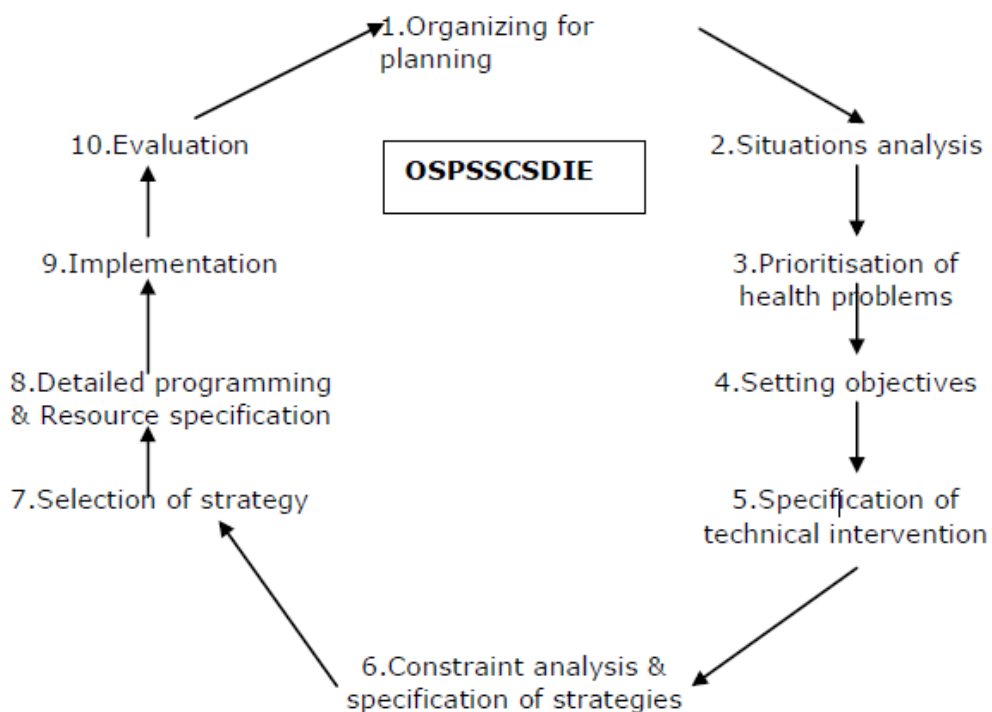 1.Organizing for
planning
2.Situations analysis
3.Prioritisation of
health problems
4.Setting objectives
5.Specification of
technical intervention
6.Constraint analysis &
specification of strategies
7.Selection of strategy
8.Detailed programming
& Resource specification
9.Implementation
10.Evaluation
OSPSSCSDIE